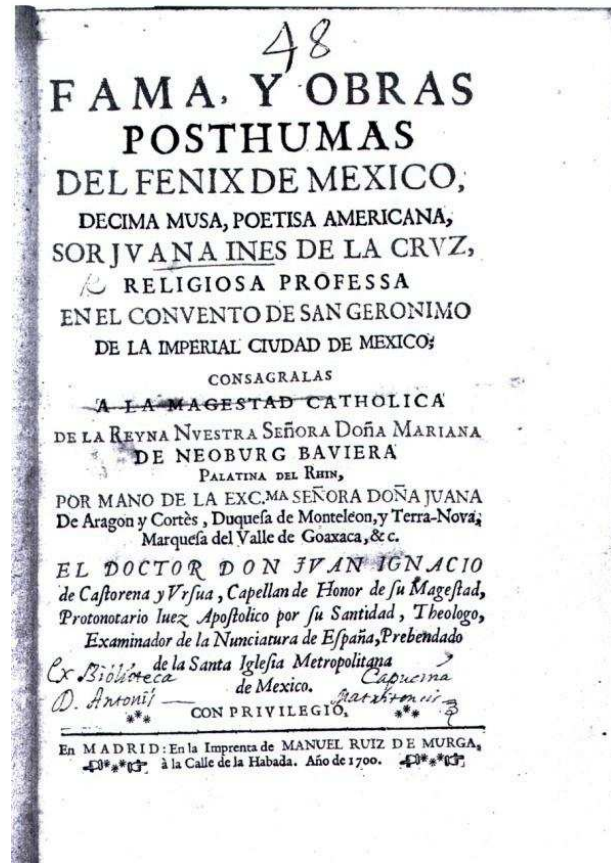 48
FAMA, Y OBRAS
POSTHUMAS
DEL FENIX DE MEXICO,
DECIMA MUSA, POETISA AMERICANA,
SOR JVANA INES DE LA CRVZ,
RELIGIOSA PROFESSA
EN EL CONVENTO DE SAN GERONIMO
DE LA IMPERIAL CIUDAD DE MEXICO;
CONSAGRALAS
A LA MAGESTAD CATHOLICA
DE LA REYNA NVESTRA SEÑORA DOÑA MARIANA
DE NEOBURG BAVIERA
PALATINA DEL RHIN,
POR MANO DE LA EXC.MA SEÑORA DOÑA JUANA
De Aragon y Cortès, Duqueſa de Monteleon, y Terra-Nova,
Marqueſa del Valle de Goaxaca, & c.
EL DOCTOR DON JVAN IGNACIO
de Caſtorena y Vrſua, Capellan de Honor de ſu Mageſtad,
Protonotario Iuez Apoſtolico por ſu Santidad, Theologo,
Examinador de la Nunciatura de Eſpaña, Prebendado
de la Santa Igleſia Metropolitana
de Mexico.
Ex Biblioteca Capucina
D. Antonij
CON PRIVILEGIO,
En MADRID: En la Imprenta de MANUEL RUIZ DE MURGA,
à la Calle de la Habada. Año de 1700.